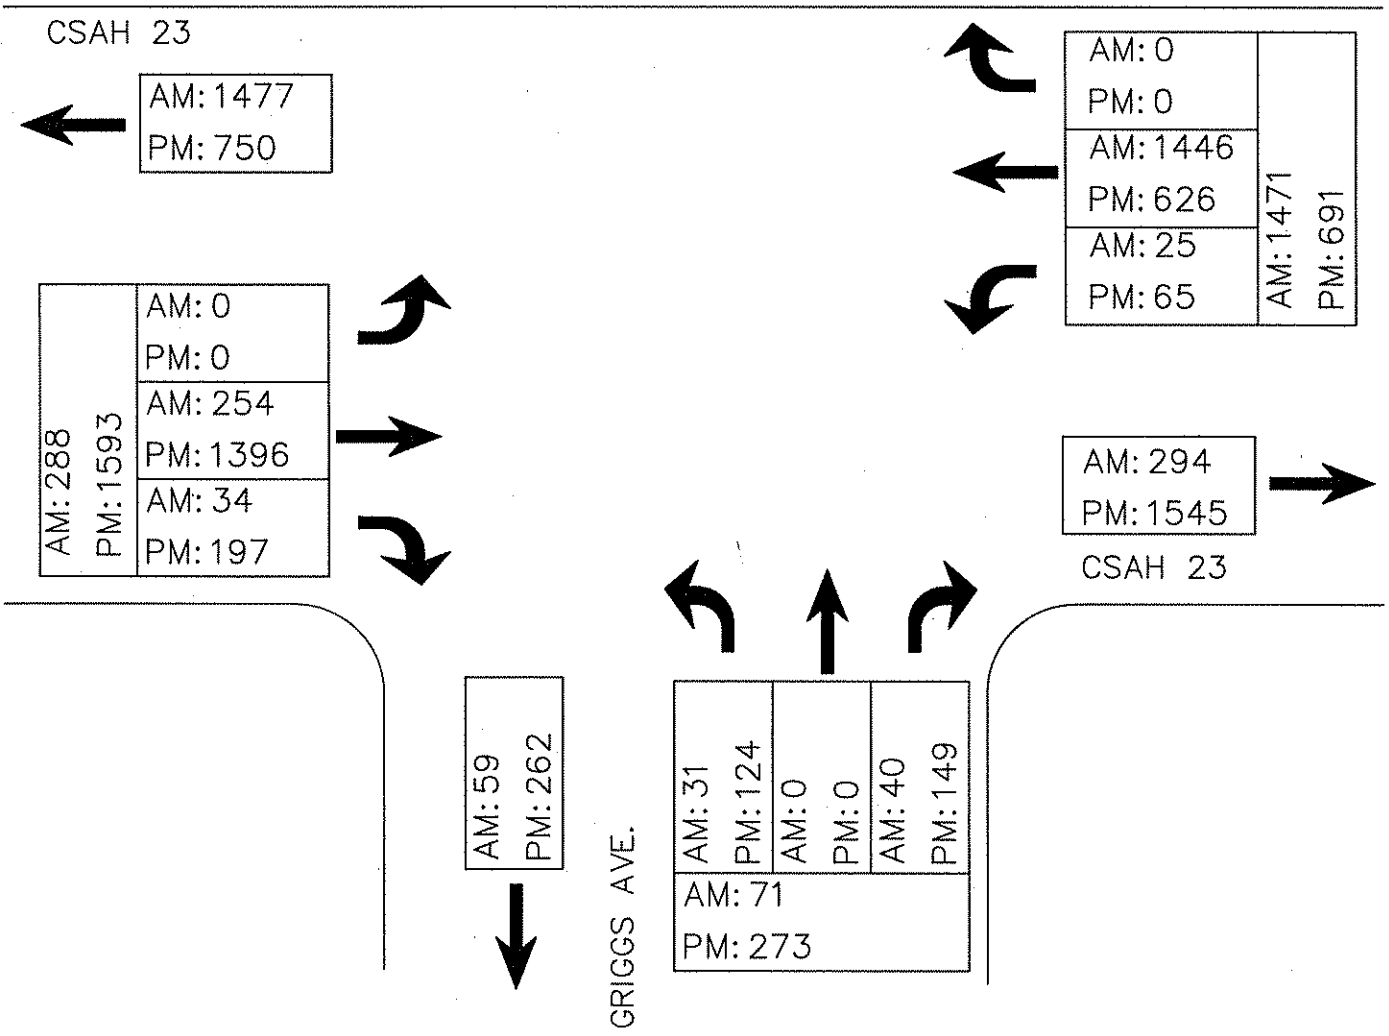 CSAH 23
AM: 1477
PM: 750
AM: 0
PM: 0
AM: 1446
PM: 626
AM: 25
PM: 65
AM: 1471
PM: 691
AM: 288
PM: 1593
AM: 0
PM: 0
AM: 254
PM: 1396
AM: 34
PM: 197
AM: 294
PM: 1545
CSAH 23
AM: 59
PM: 262
GRIGGS AVE.
AM: 31
PM: 124
AM: 0
PM: 0
AM: 40
PM: 149
AM: 71
PM: 273